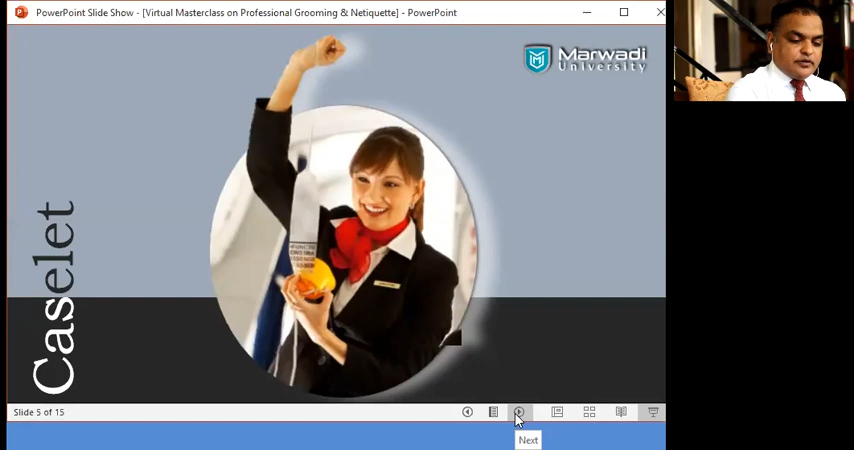 PowerPoint Slide Show - [Virtual Masterclass on Professional Grooming & Netiquette] - PowerPoint
Marwadi
University
Caselet
Slide 5 of 15
Next